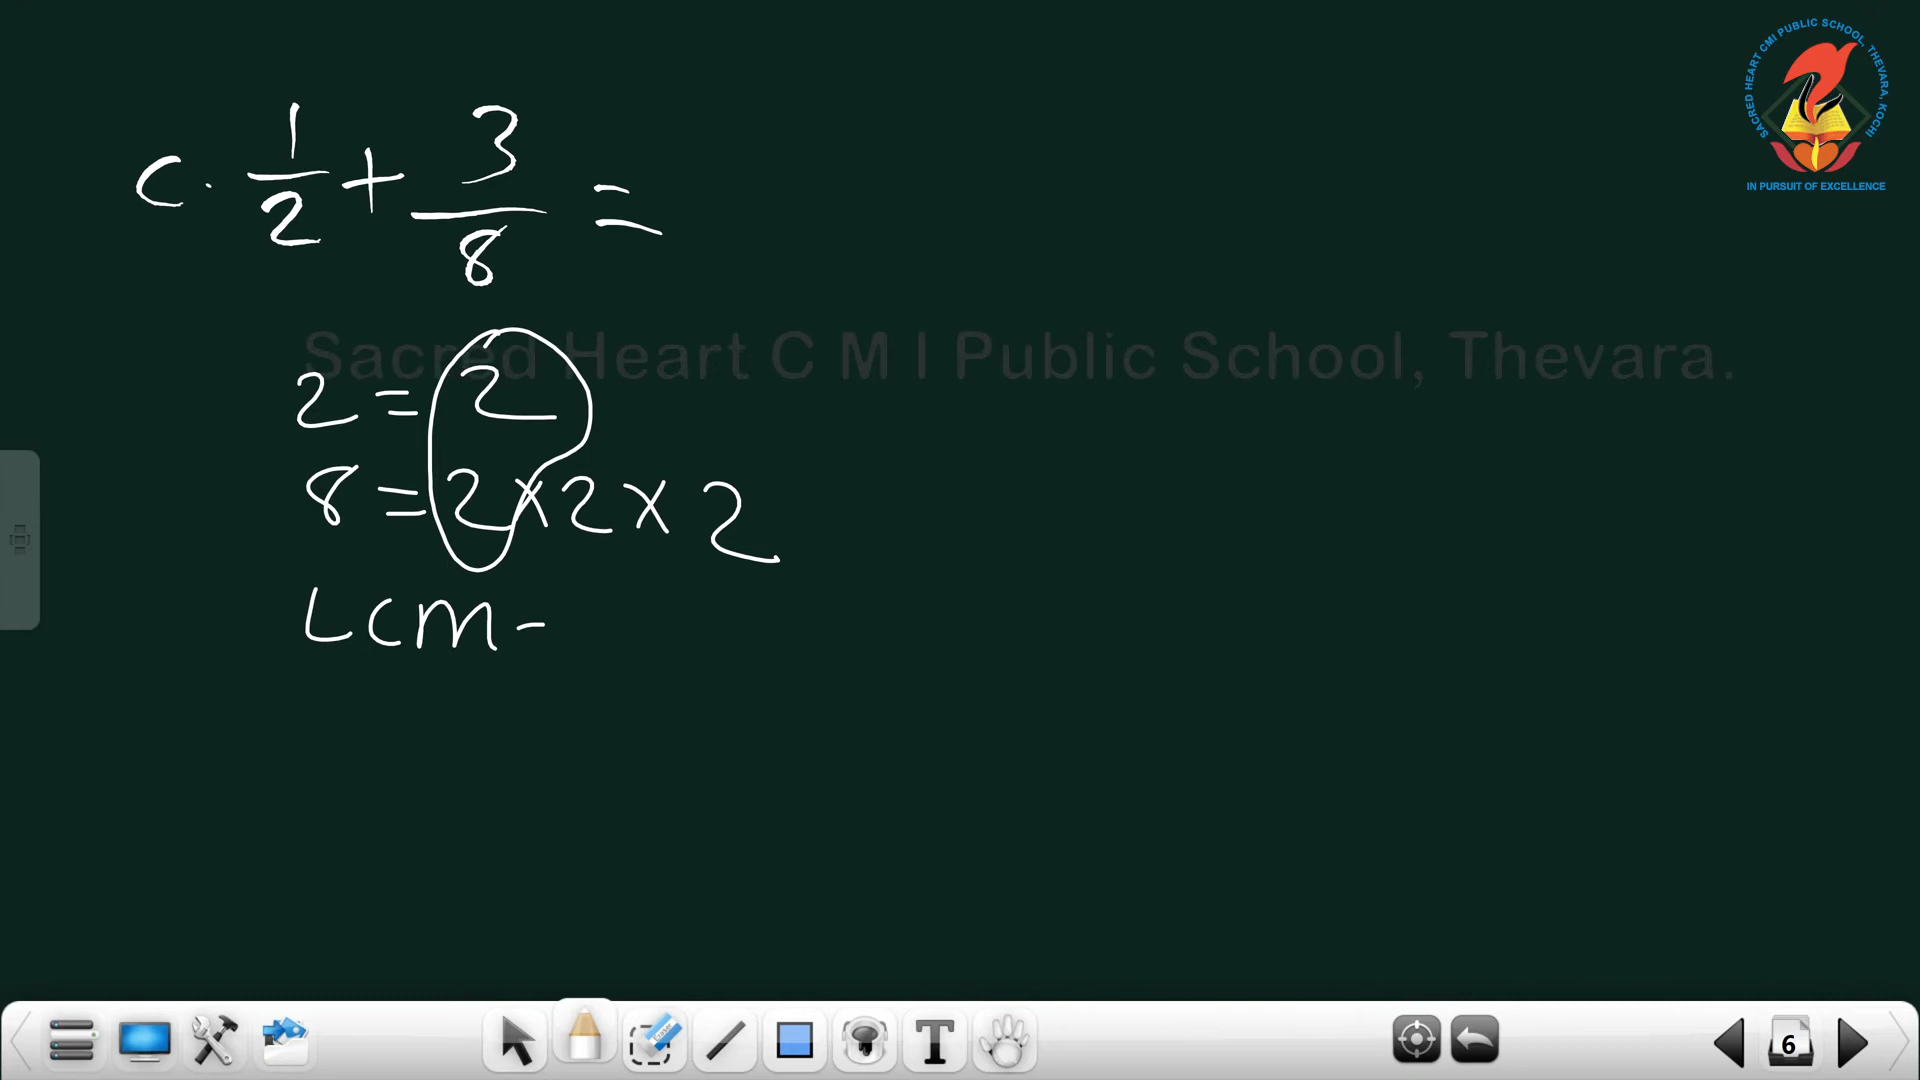 SACRED HEART CMI PUBLIC SCHOOL, THEVARA, KOCHI
IN PURSUIT OF EXCELLENCE
c. 1/2 + 3/8 =
Sacred Heart C M I Public School, Thevara.
2 = 2
8 = 2 x 2 x 2
LCM -
T
6